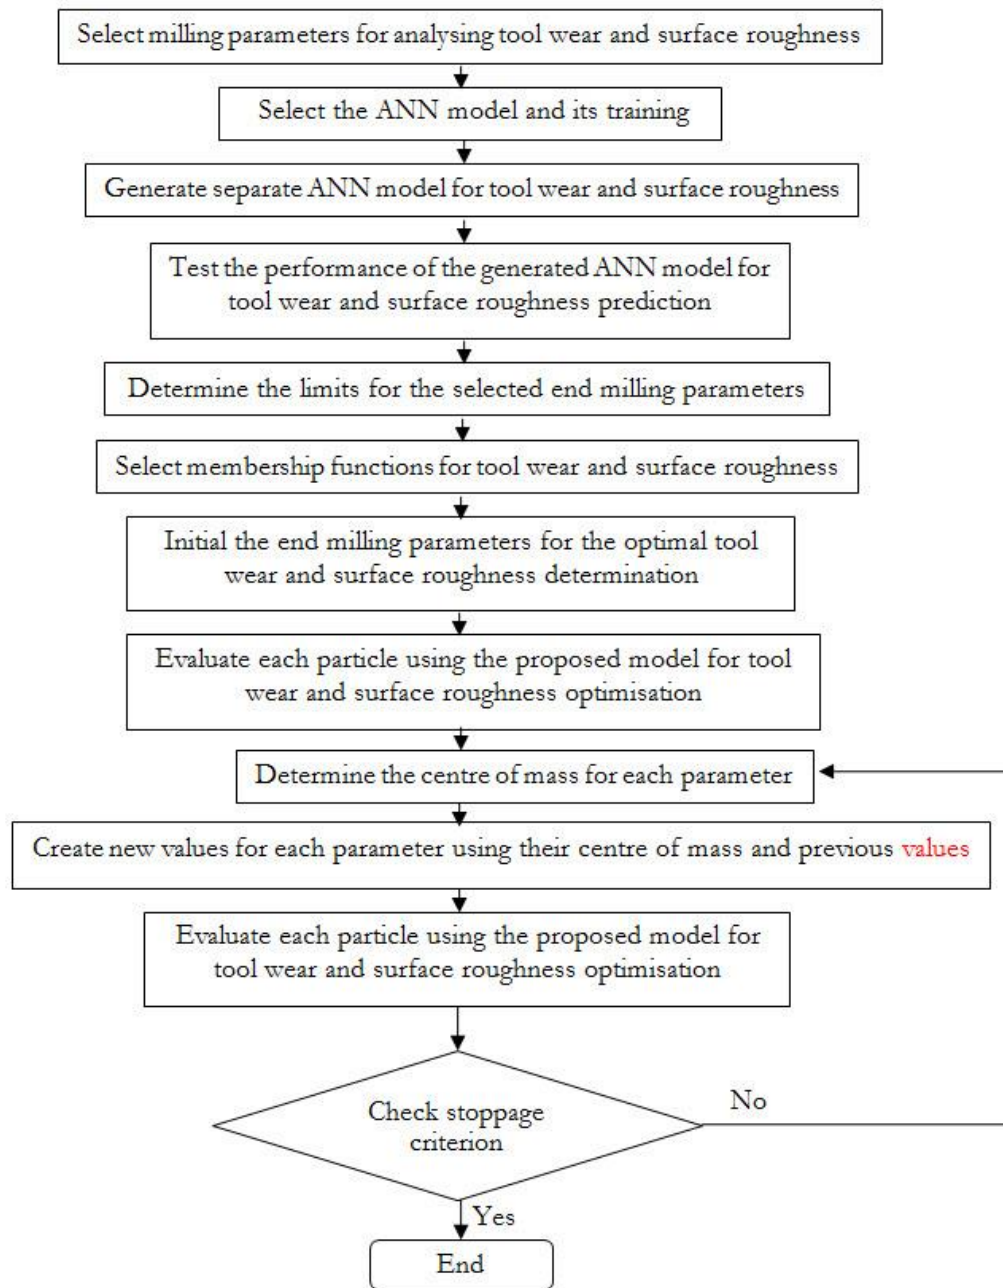 Select milling parameters for analysing tool wear and surface roughness
Select the ANN model and its training
Generate separate ANN model for tool wear and surface roughness
Test the performance of the generated ANN model for
tool wear and surface roughness prediction
Determine the limits for the selected end milling parameters
Select membership functions for tool wear and surface roughness
Initial the end milling parameters for the optimal tool
wear and surface roughness determination
Evaluate each particle using the proposed model for tool
wear and surface roughness optimisation
Determine the centre of mass for each parameter
Create new values for each parameter using their centre of mass and previous values
Evaluate each particle using the proposed model for
tool wear and surface roughness optimisation
Check stoppage
criterion
No
Yes
End